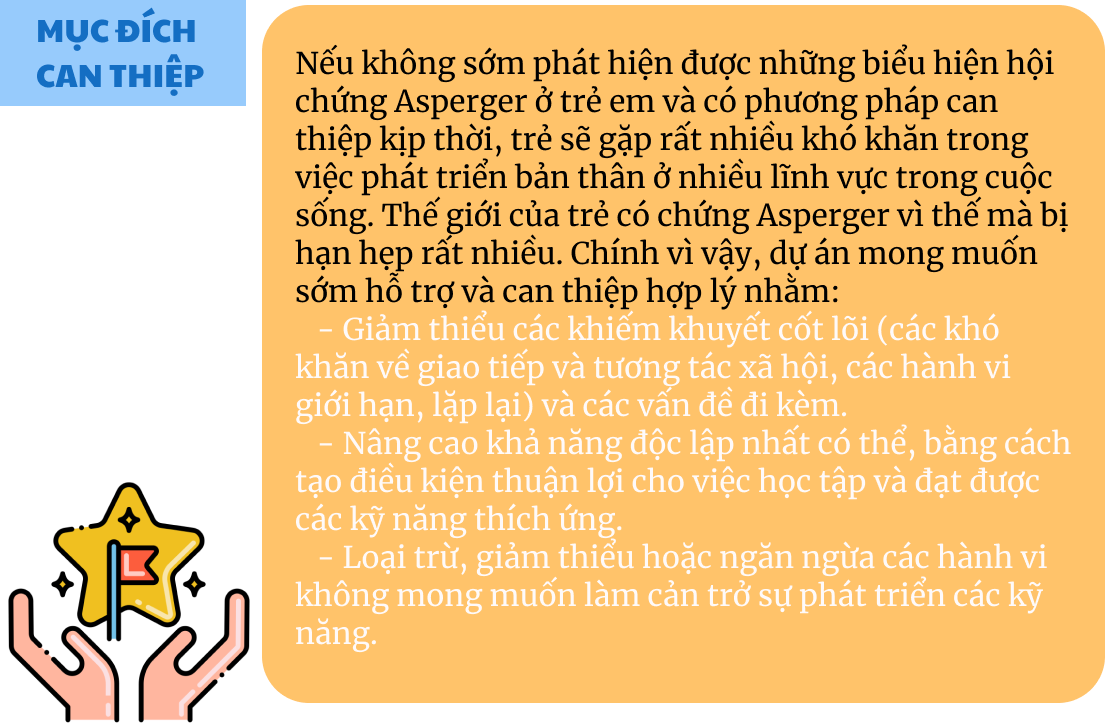 MỤC ĐÍCH
CAN THIỆP
Nếu không sớm phát hiện được những biểu hiện hội
chứng Asperger ở trẻ em và có phương pháp can
thiệp kịp thời, trẻ sẽ gặp rất nhiều khó khăn trong
việc phát triển bản thân ở nhiều lĩnh vực trong cuộc
sống. Thế giới của trẻ có chứng Asperger vì thế mà bị
hạn hẹp rất nhiều. Chính vì vậy, dự án mong muốn
sớm hỗ trợ và can thiệp hợp lý nhằm:
- Giảm thiểu các khiếm khuyết cốt lõi (các khó
khăn về giao tiếp và tương tác xã hội, các hành vi
giới hạn, lặp lại) và các vấn đề đi kèm.
- Nâng cao khả năng độc lập nhất có thể, bằng cách
tạo điều kiện thuận lợi cho việc học tập và đạt được
các kỹ năng thích ứng.
- Loại trừ, giảm thiểu hoặc ngăn ngừa các hành vi
không mong muốn làm cản trở sự phát triển các kỹ
năng.